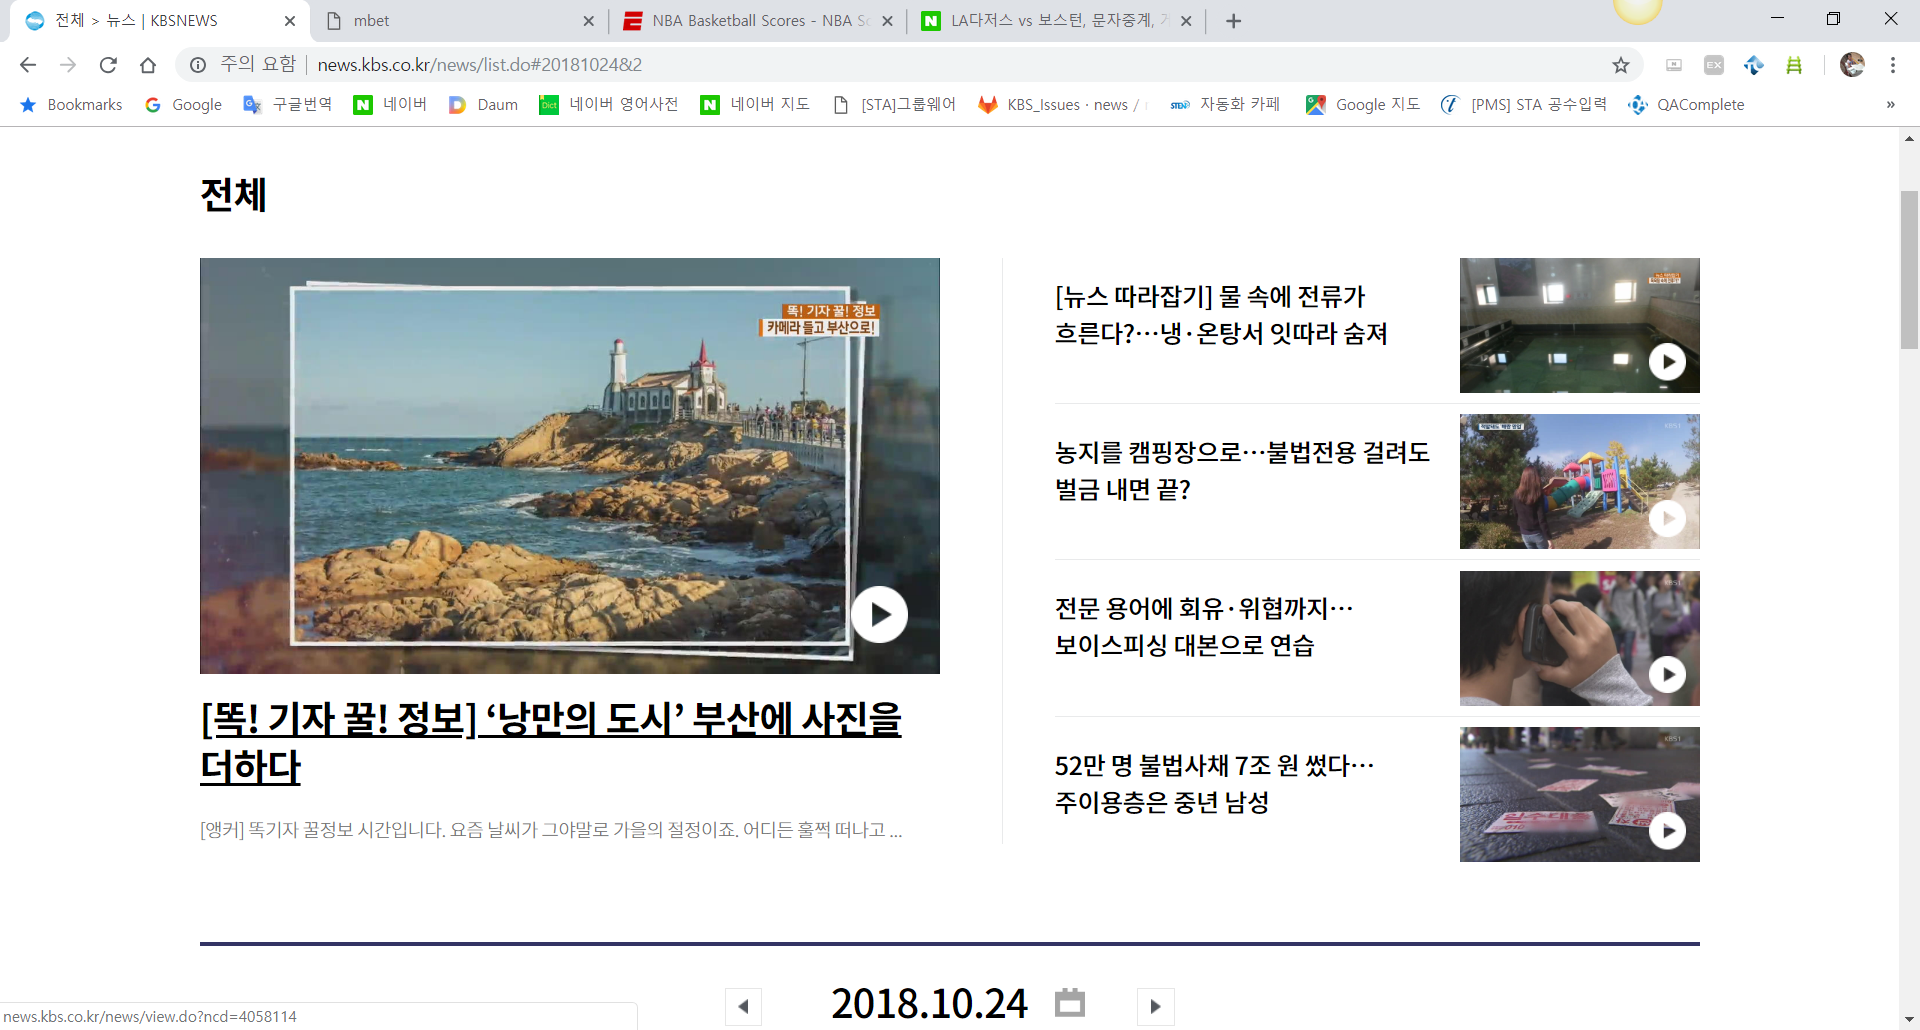 전체 > 뉴스 | KBSNEWS
mbet
NBA Basketball Scores - NBA Sc
LA다저스 vs 보스턴, 문자중계, 기
주의 요함
news.kbs.co.kr/news/list.do#20181024&2
Bookmarks
Google
구글번역
네이버
Daum
네이버 영어사전
네이버 지도
[STA]그룹웨어
KBS_Issues · news /
자동화 카페
Google 지도
[PMS] STA 공수입력
QAComplete
»
전체
똑! 기자 꿀! 정보
카메라 들고 부산으로!
[똑! 기자 꿀! 정보] ‘낭만의 도시’ 부산에 사진을
더하다
[앵커] 똑기자 꿀정보 시간입니다. 요즘 날씨가 그야말로 가을의 절정이죠. 어디든 훌쩍 떠나고 ...
[뉴스 따라잡기] 물 속에 전류가
흐른다?…냉·온탕서 잇따라 숨져
농지를 캠핑장으로…불법전용 걸려도
벌금 내면 끝?
KBS1
전문 용어에 회유·위협까지…
보이스피싱 대본으로 연습
KBS1
52만 명 불법사채 7조 원 썼다…
주이용층은 중년 남성
KBS1
2018.10.24
news.kbs.co.kr/news/view.do?ncd=4058114